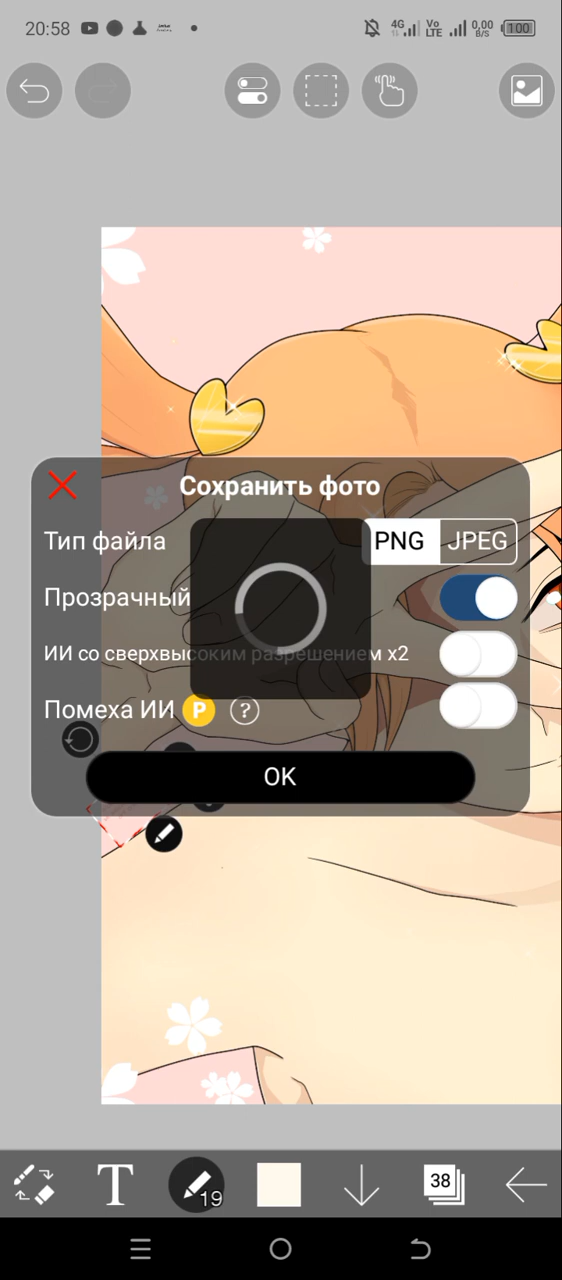 20:58
4G
Vo
LTE
0,00
B/S
100
Сохранить фото
Тип файла
PNG
JPEG
Прозрачный
ИИ со сверхвысоким разрешением x2
Помеха ИИ P ?
OK
T
19
38